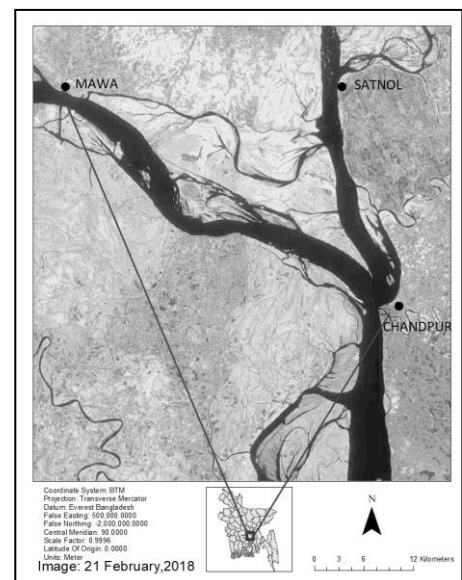 MAWA
SATNOL
CHANDPUR
Coordinate System: BTM
Projection: Transverse Mercator
Datum: Everest Bangladesh
False Easting: 500,000.0000
False Northing: -2,000,000.0000
Central Meridian: 90.0000
Scale Factor: 0.9996
Latitude Of Origin: 0.0000
Units: Meter
Image: 21 February,2018
N
0 3 6 12 Kilometers